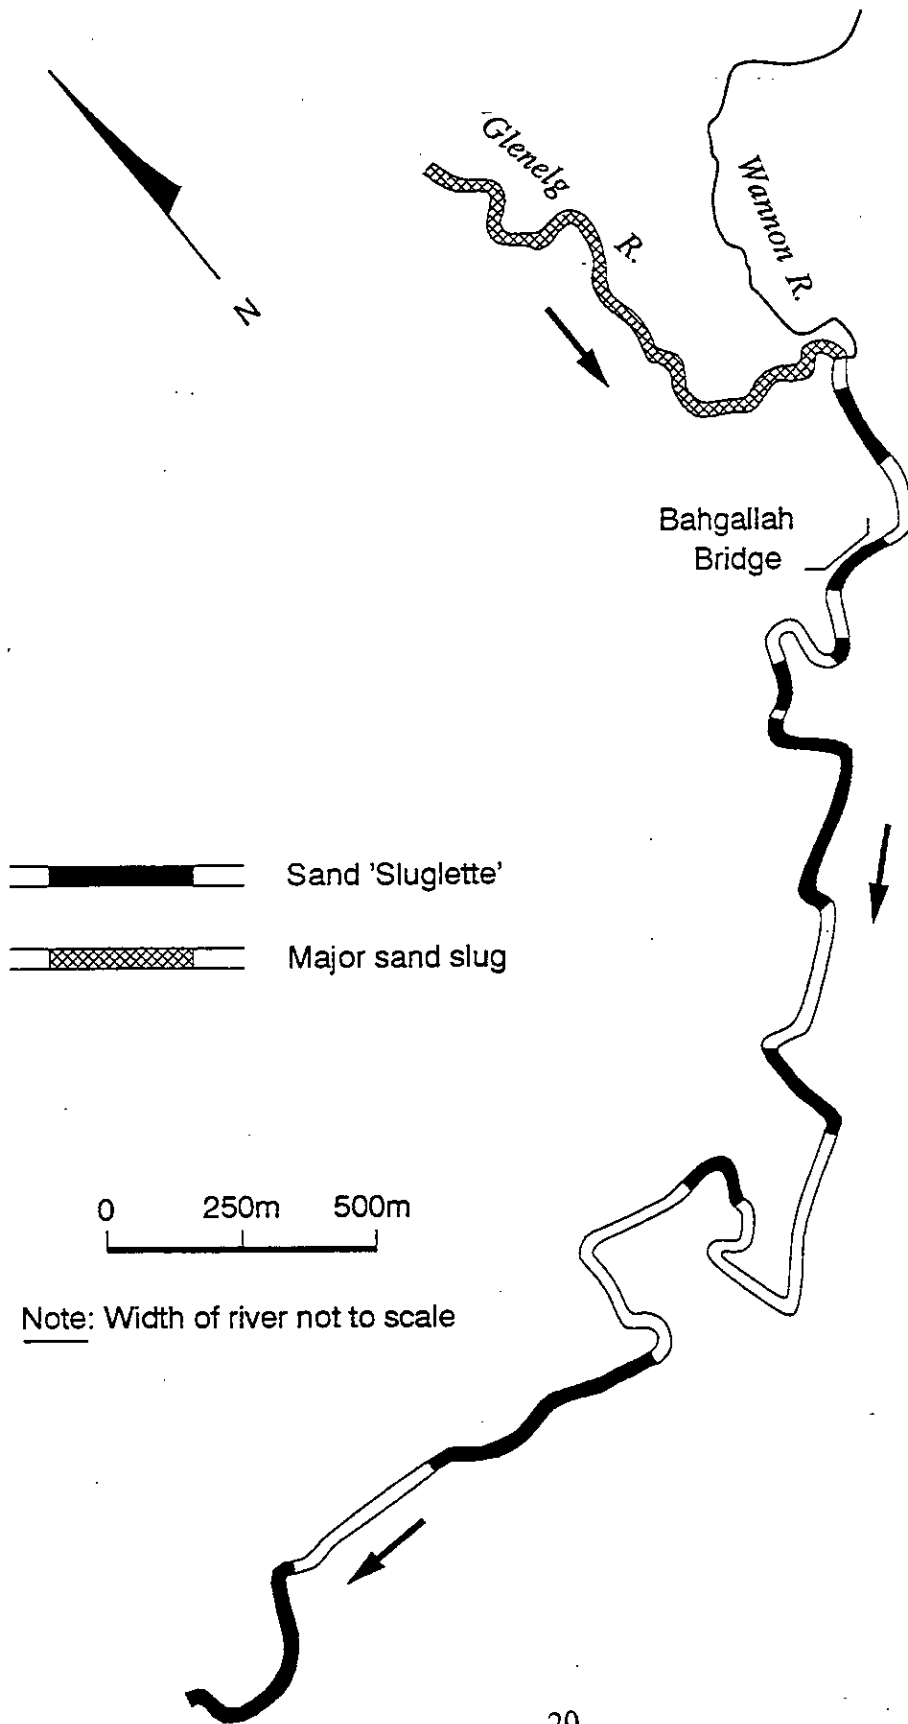 Glenelg
R.
Wannon R.
N
Bahgallah
Bridge
Sand 'Sluglette'
Major sand slug
0 250m 500m
Note: Width of river not to scale